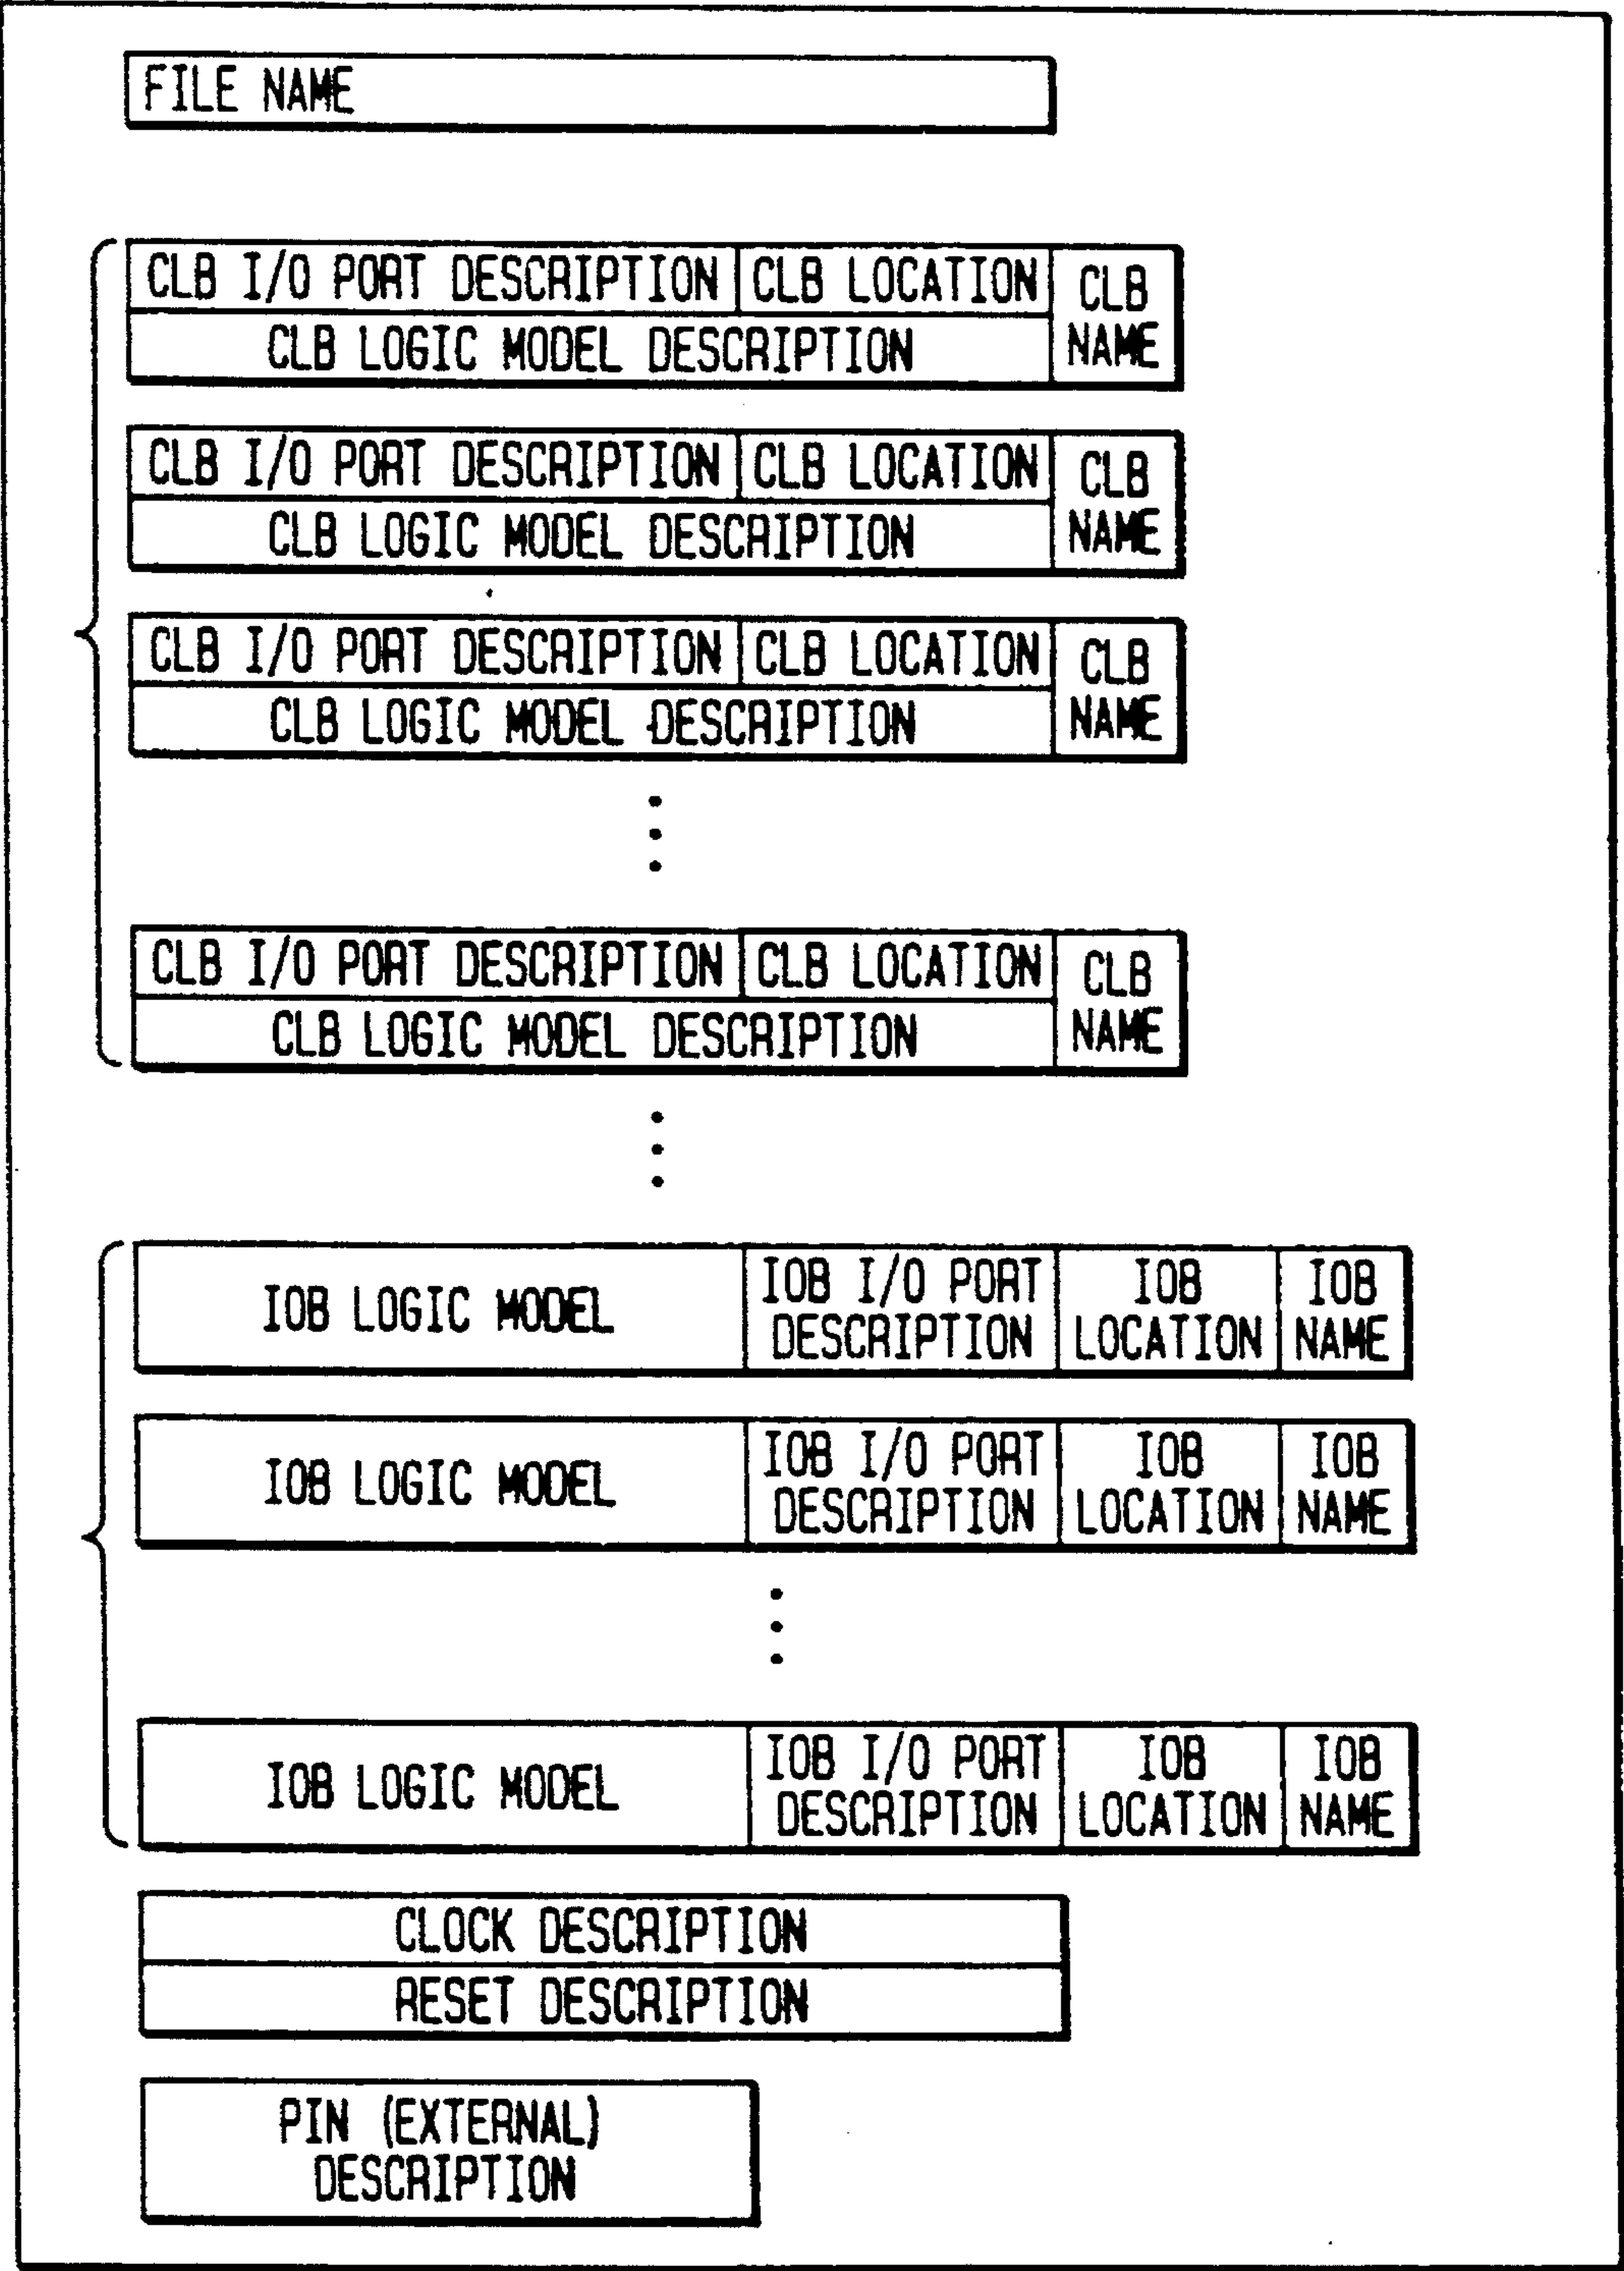 FILE NAME
CLB I/O PORT DESCRIPTION CLB LOCATION CLB
CLB LOGIC MODEL DESCRIPTION NAME
CLB I/O PORT DESCRIPTION CLB LOCATION CLB
CLB LOGIC MODEL DESCRIPTION NAME
CLB I/O PORT DESCRIPTION CLB LOCATION CLB
CLB LOGIC MODEL DESCRIPTION NAME
CLB I/O PORT DESCRIPTION CLB LOCATION CLB
CLB LOGIC MODEL DESCRIPTION NAME
IOB LOGIC MODEL
IOB I/O PORT
DESCRIPTION
IOB
LOCATION
IOB
NAME
IOB LOGIC MODEL
IOB I/O PORT
DESCRIPTION
IOB
LOCATION
IOB
NAME
IOB LOGIC MODEL
IOB I/O PORT
DESCRIPTION
IOB
LOCATION
IOB
NAME
CLOCK DESCRIPTION
RESET DESCRIPTION
PIN (EXTERNAL)
DESCRIPTION